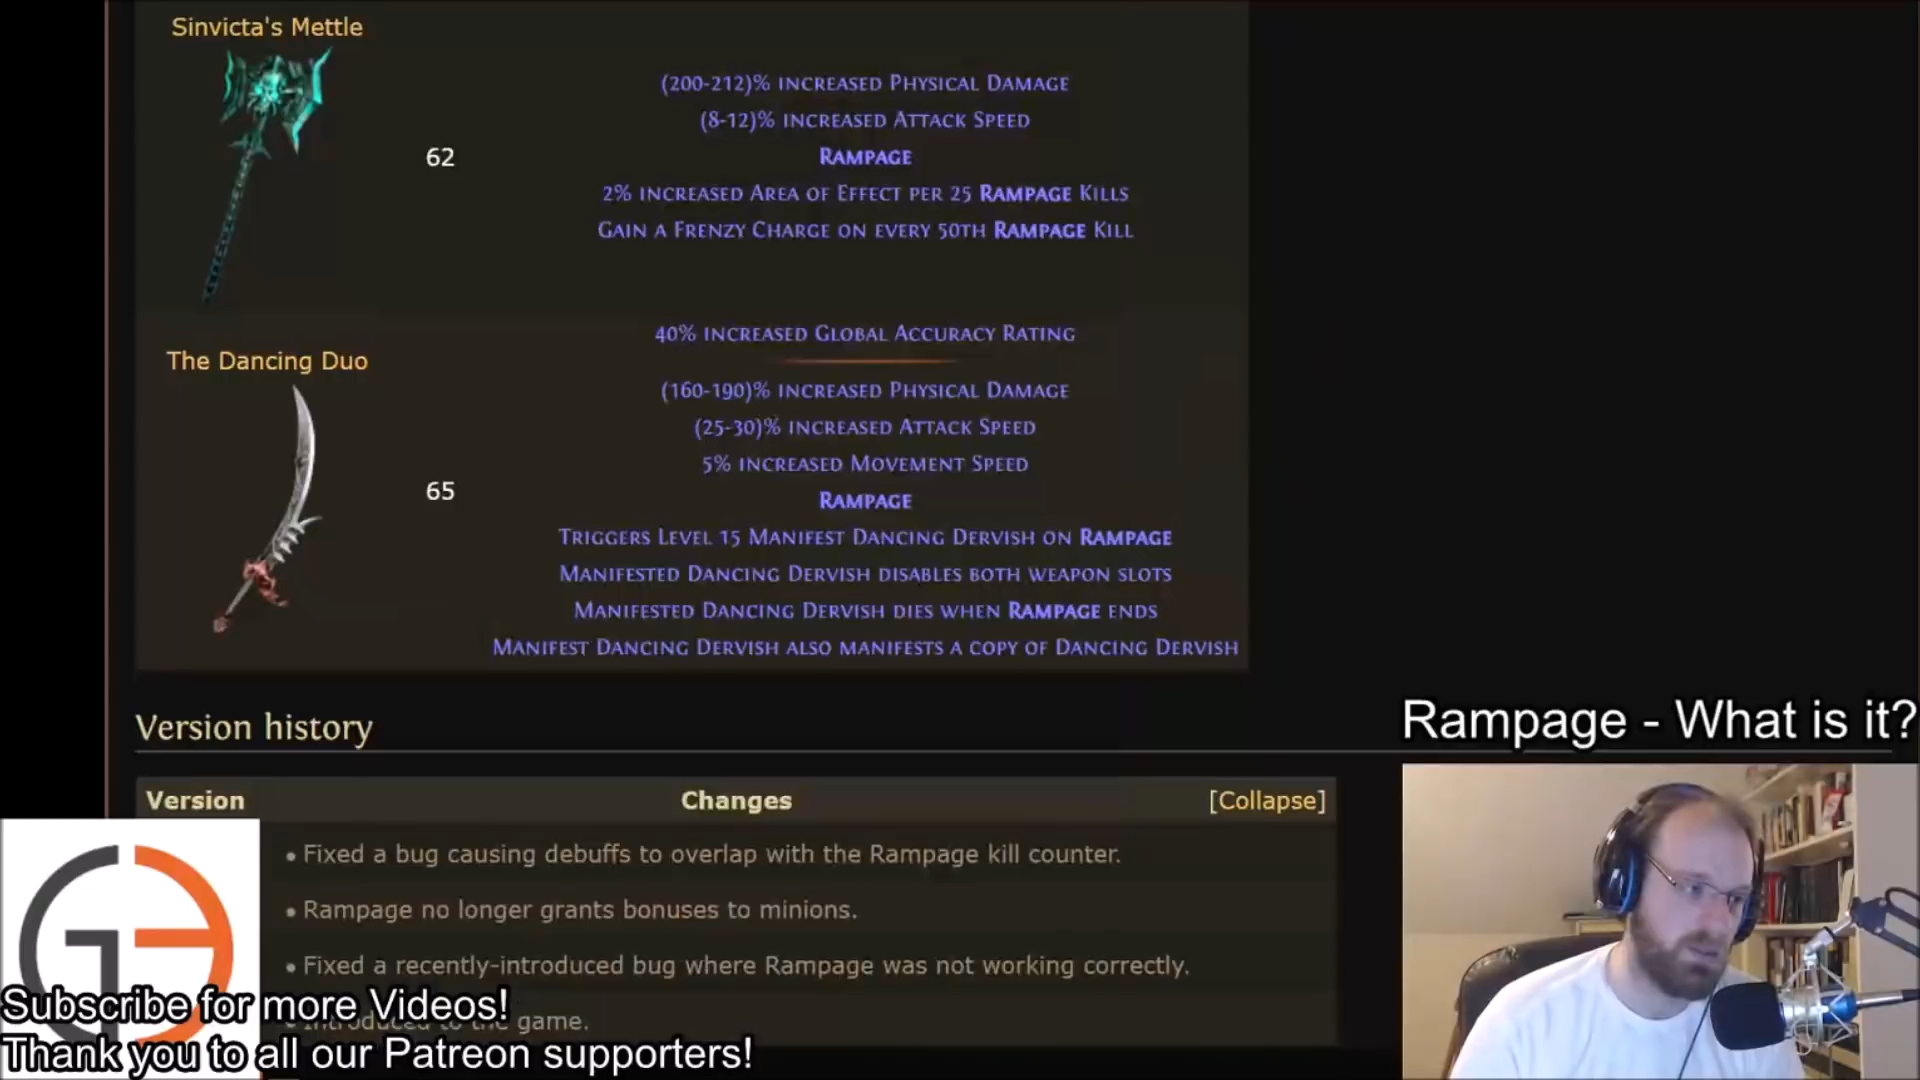 Sinvicta's Mettle
62
(200-212)% increased Physical Damage
(8-12)% increased Attack Speed
Rampage
2% increased Area of Effect per 25 Rampage Kills
Gain a Frenzy Charge on every 50th Rampage Kill
The Dancing Duo
65
40% increased Global Accuracy Rating
(160-190)% increased Physical Damage
(25-30)% increased Attack Speed
5% increased Movement Speed
Rampage
Triggers Level 15 Manifest Dancing Dervish on Rampage
Manifested Dancing Dervish disables both weapon slots
Manifested Dancing Dervish dies when Rampage ends
Manifest Dancing Dervish also manifests a copy of Dancing Dervish
Version history
Rampage - What is it?
Version Changes [Collapse]
• Fixed a bug causing debuffs to overlap with the Rampage kill counter.
• Rampage no longer grants bonuses to minions.
• Fixed a recently-introduced bug where Rampage was not working correctly.
• Introduced to the game.
GE
Subscribe for more Videos!
Thank you to all our Patreon supporters!